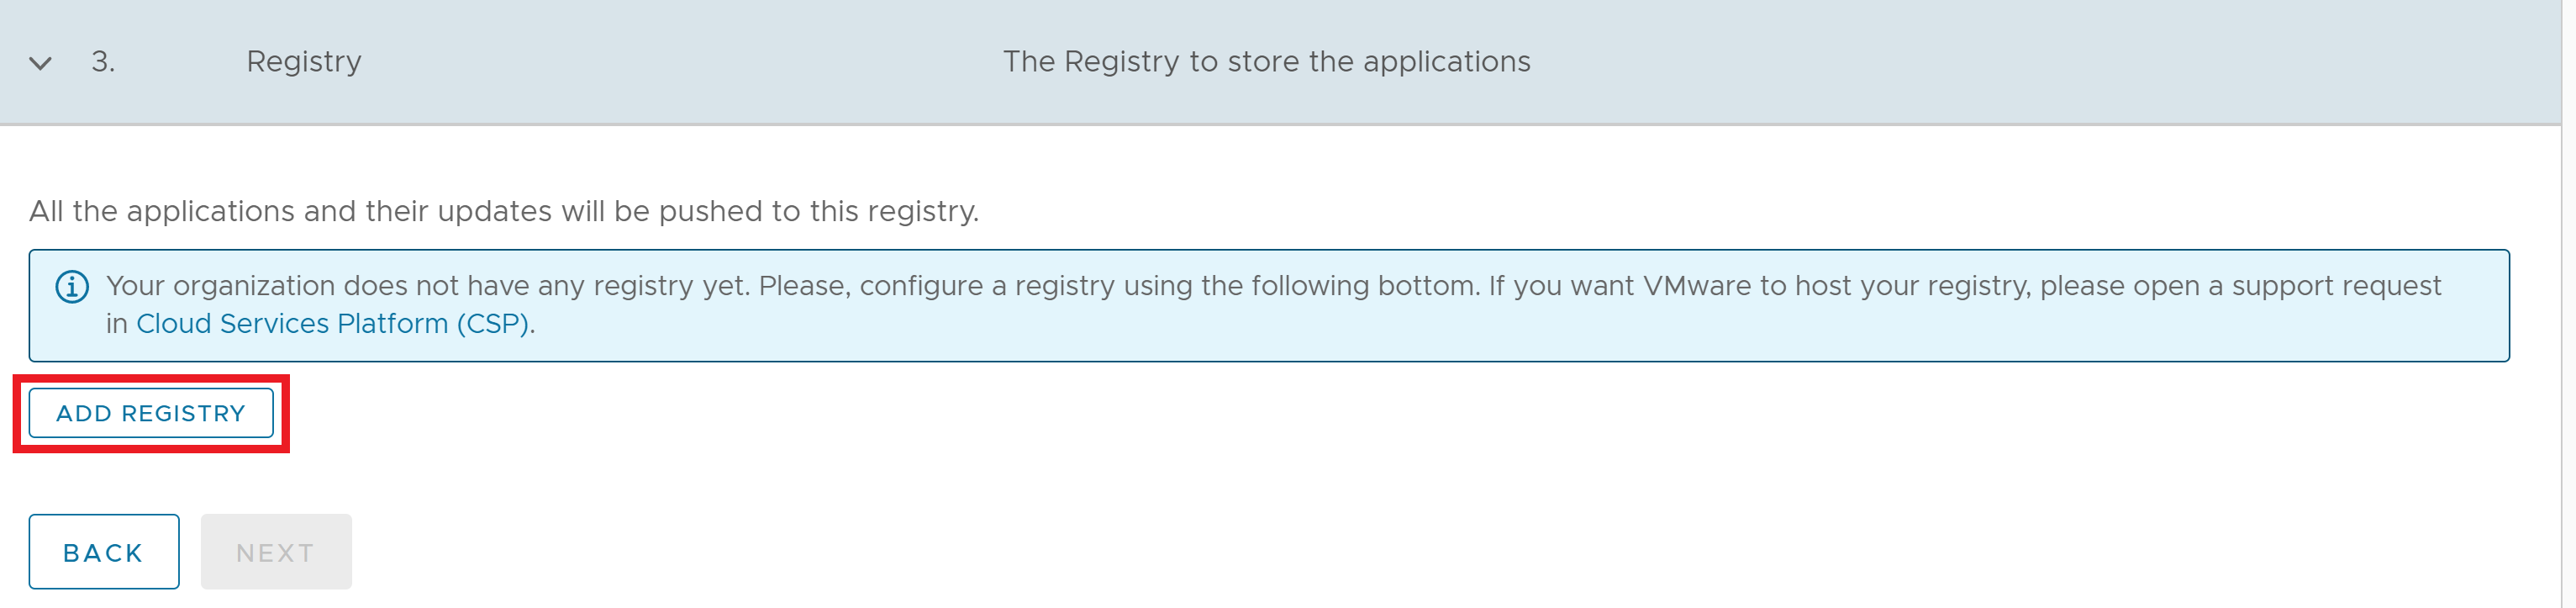 3. Registry The Registry to store the applications
All the applications and their updates will be pushed to this registry.
Your organization does not have any registry yet. Please, configure a registry using the following bottom. If you want VMware to host your registry, please open a support request
in Cloud Services Platform (CSP).
ADD REGISTRY
BACK NEXT